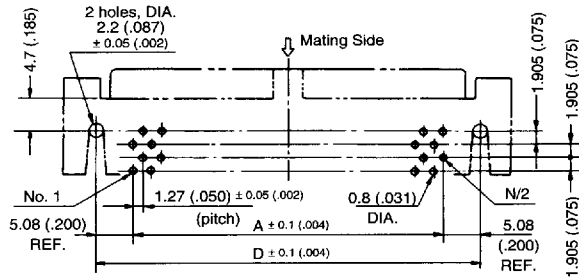 2 holes, DIA.
2.2 (.087)
± 0.05 (.002)
4.7 (.185)
Mating Side
1.905 (.075)
1.905 (.075)
No. 1
1.27 (.050) ± 0.05 (.002)
(pitch)
0.8 (.031)
DIA.
N/2
5.08 (.200)
REF.
A ± 0.1 (.004)
5.08
(.200)
REF.
D ± 0.1 (.004)
1.905 (.075)